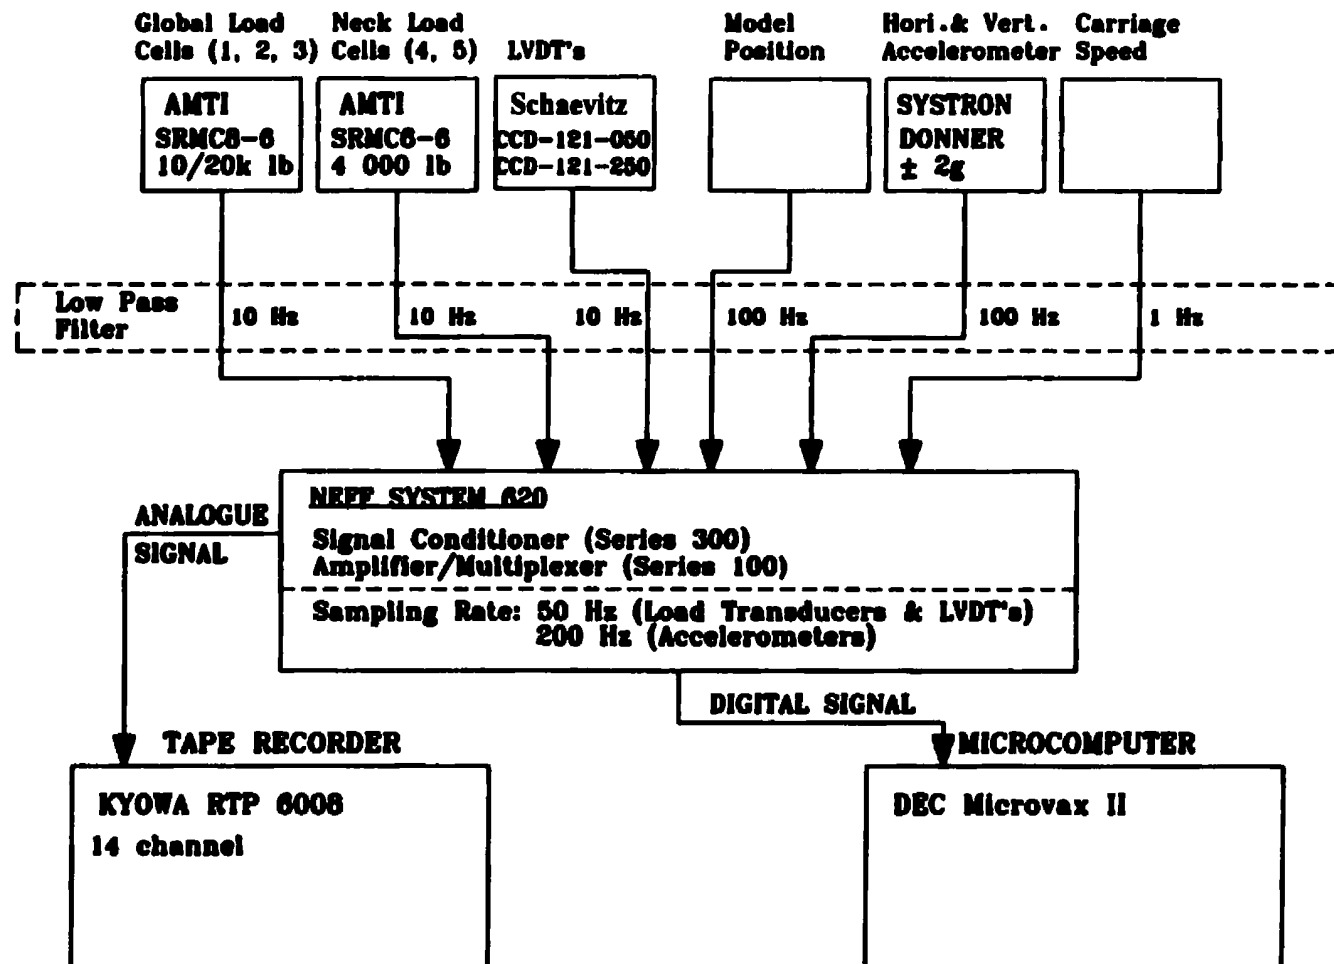 Global Load
Cells (1, 2, 3)
Neck Load
Cells (4, 5)
LVDT's
Model
Position
Hori.& Vert.
Accelerometer
Carriage
Speed
AMTI
SRMC6-6
10/20k lb
AMTI
SRMC6-6
4 000 lb
Schaevitz
CCD-121-050
CCD-121-250
SYSTRON
DONNER
± 2g
Low Pass
Filter
10 Hz
10 Hz
10 Hz
100 Hz
100 Hz
1 Hz
NEFF SYSTEM 620
Signal Conditioner (Series 300)
Amplifier/Multiplexer (Series 100)
Sampling Rate: 50 Hz (Load Transducers & LVDT's)
200 Hz (Accelerometers)
ANALOGUE
SIGNAL
DIGITAL SIGNAL
TAPE RECORDER
MICROCOMPUTER
KYOWA RTP 6008
14 channel
DEC Microvax II